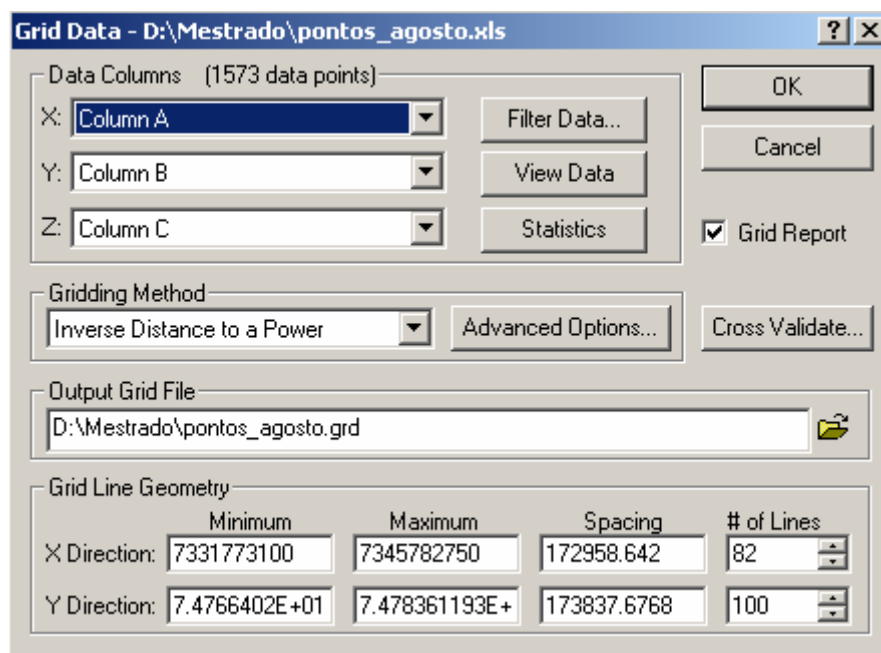 Grid Data - D:\Mestrado\pontos_agosto.xls
Data Columns (1573 data points)
X: Column A
Filter Data...
OK
Y: Column B
View Data
Cancel
Z: Column C
Statistics
Grid Report
Gridding Method
Inverse Distance to a Power
Advanced Options...
Cross Validate...
Output Grid File
D:\Mestrado\pontos_agosto.grd
Grid Line Geometry
Minimum Maximum Spacing # of Lines
X Direction: 7331773100 7345782750 172958.642 82
Y Direction: 7.4766402E+01 7.478361193E+ 173837.6768 100